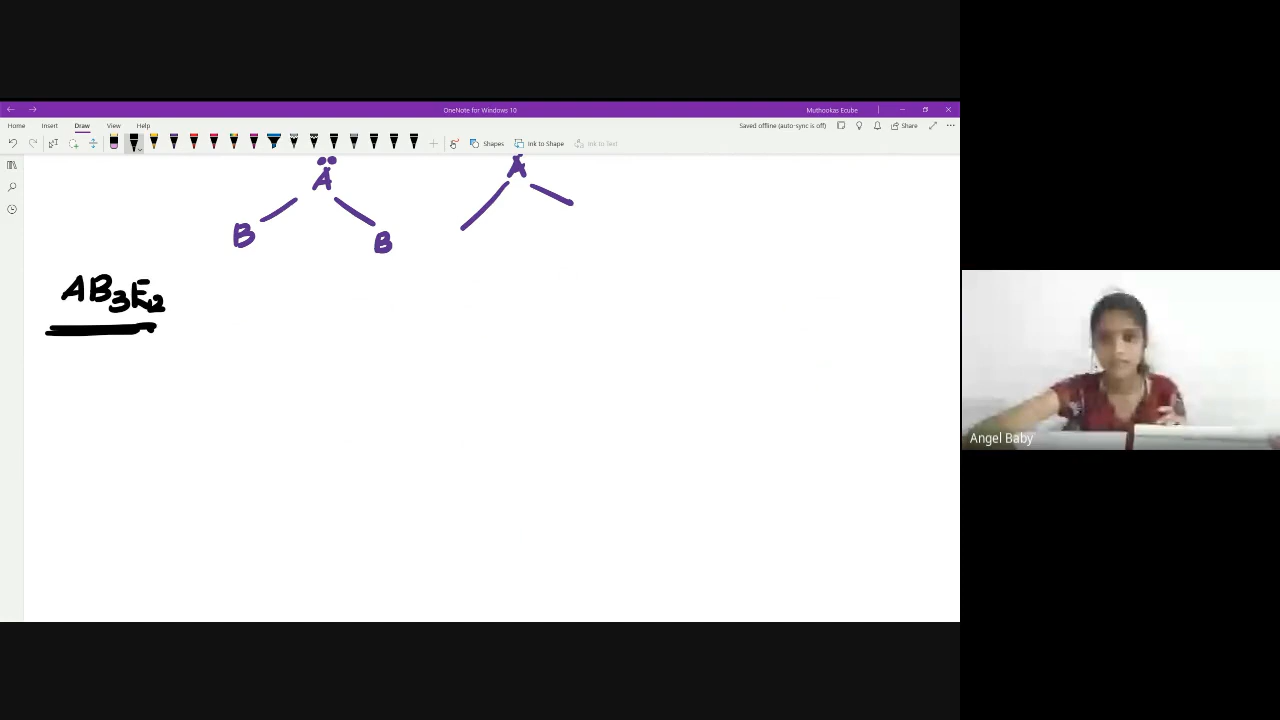 OneNote for Windows 10
Muthookas Ecube
Home Insert Draw View Help
Saved offline (auto-sync is off)
Share
Shapes
Ink to Shape
Ink to Text
A A
B B
AB3E2
Angel Baby